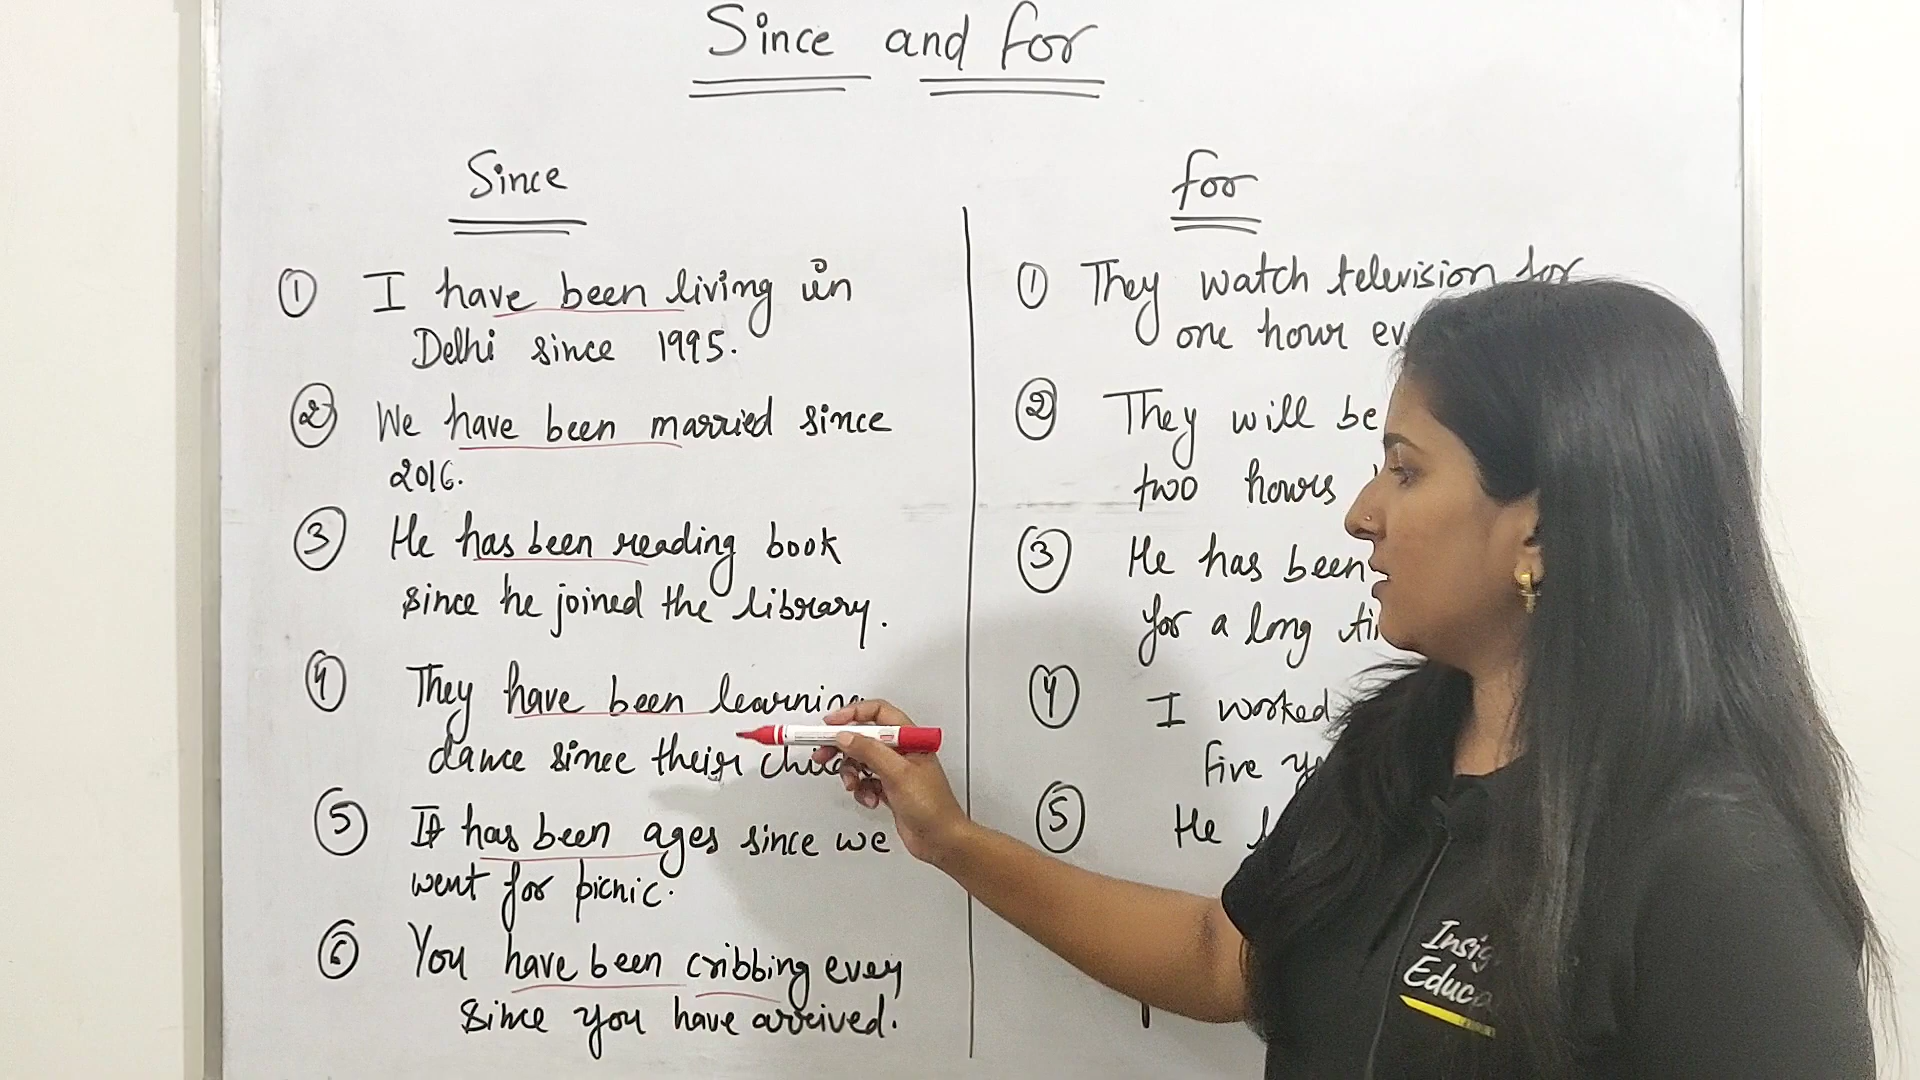 Since and for
Since
① I have been living in
Delhi since 1995.
② We have been married since
2016.
③ He has been reading book
since he joined the library.
④ They have been learning
dance since their
⑤ It has been ages since we
went for picnic.
⑥ You have been cribbing every
since you have arrived.
for
① They watch television for
one hour
② They will be
two hours
③ He has been
for a long
④ I worked
five
⑤ He